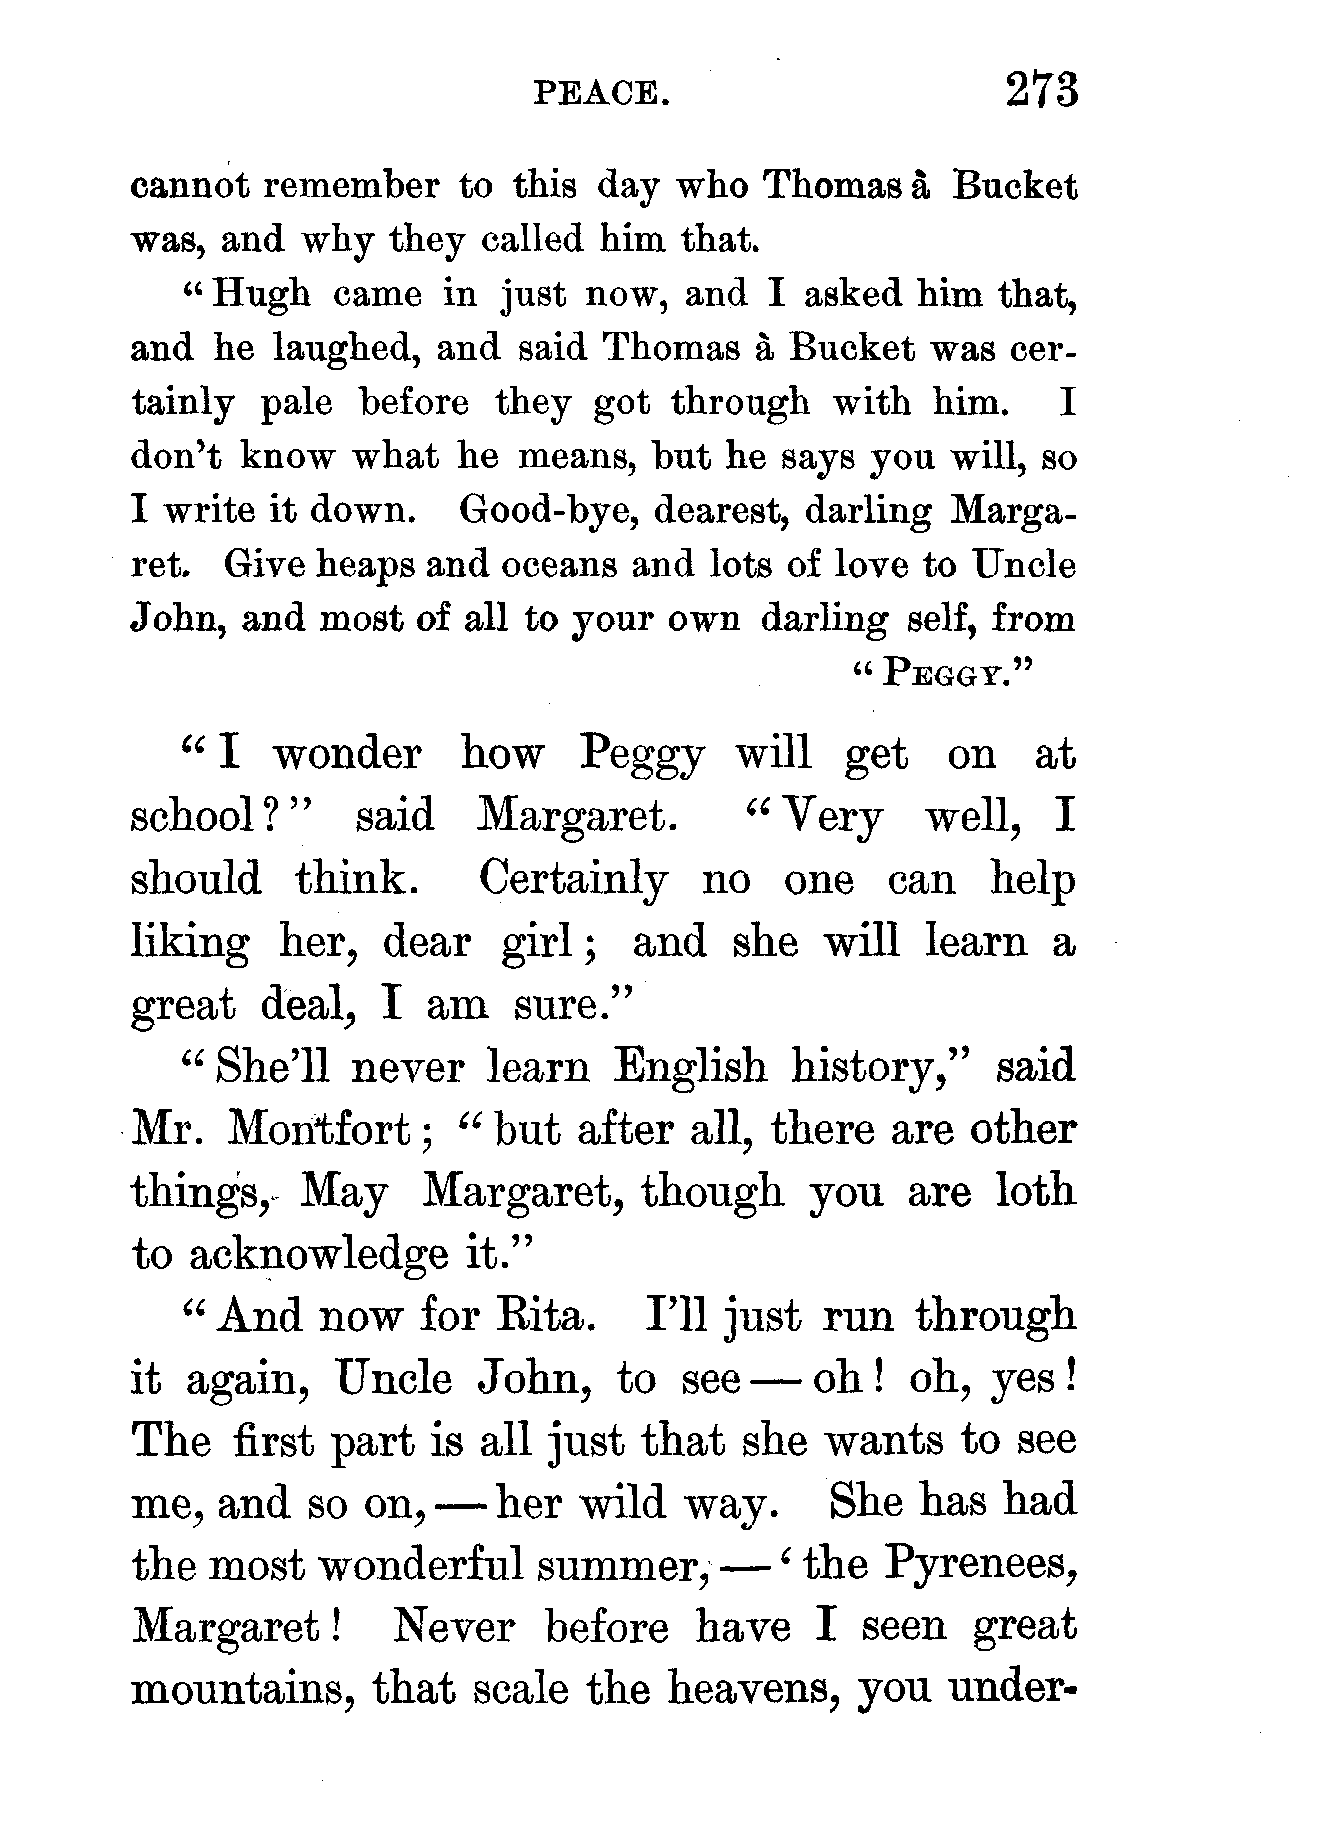 PEACE. 273
cannot remember to this day who Thomas à Bucket
was, and why they called him that.
“Hugh came in just now, and I asked him that,
and he laughed, and said Thomas à Bucket was cer-
tainly pale before they got through with him. I
don’t know what he means, but he says you will, so
I write it down. Good-bye, dearest, darling Marga-
ret. Give heaps and oceans and lots of love to Uncle
John, and most of all to your own darling self, from
“PEGGY.”
“I wonder how Peggy will get on at
school?” said Margaret. “Very well, I
should think. Certainly no one can help
liking her, dear girl; and she will learn a
great deal, I am sure.”
“She’ll never learn English history,” said
Mr. Montfort; “but after all, there are other
things, May Margaret, though you are loth
to acknowledge it.”
“And now for Rita. I’ll just run through
it again, Uncle John, to see — oh! oh, yes!
The first part is all just that she wants to see
me, and so on, — her wild way. She has had
the most wonderful summer, — ‘the Pyrenees,
Margaret! Never before have I seen great
mountains, that scale the heavens, you under-